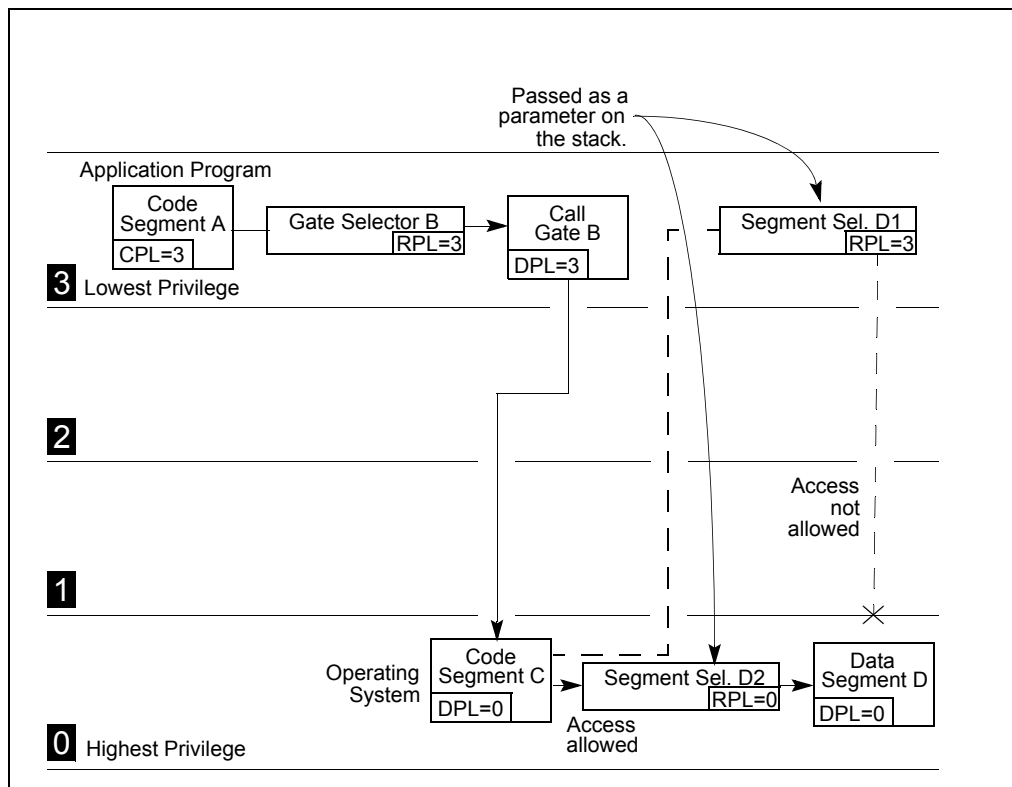 Passed as a
parameter on
the stack.
Application Program
Code
Segment A
CPL=3
Gate Selector B
RPL=3
Call
Gate B
DPL=3
Segment Sel. D1
RPL=3
3 Lowest Privilege
2
Access
not
allowed
1
Operating
System
Code
Segment C
DPL=0
Segment Sel. D2
RPL=0
Access
allowed
Data
Segment D
DPL=0
0 Highest Privilege